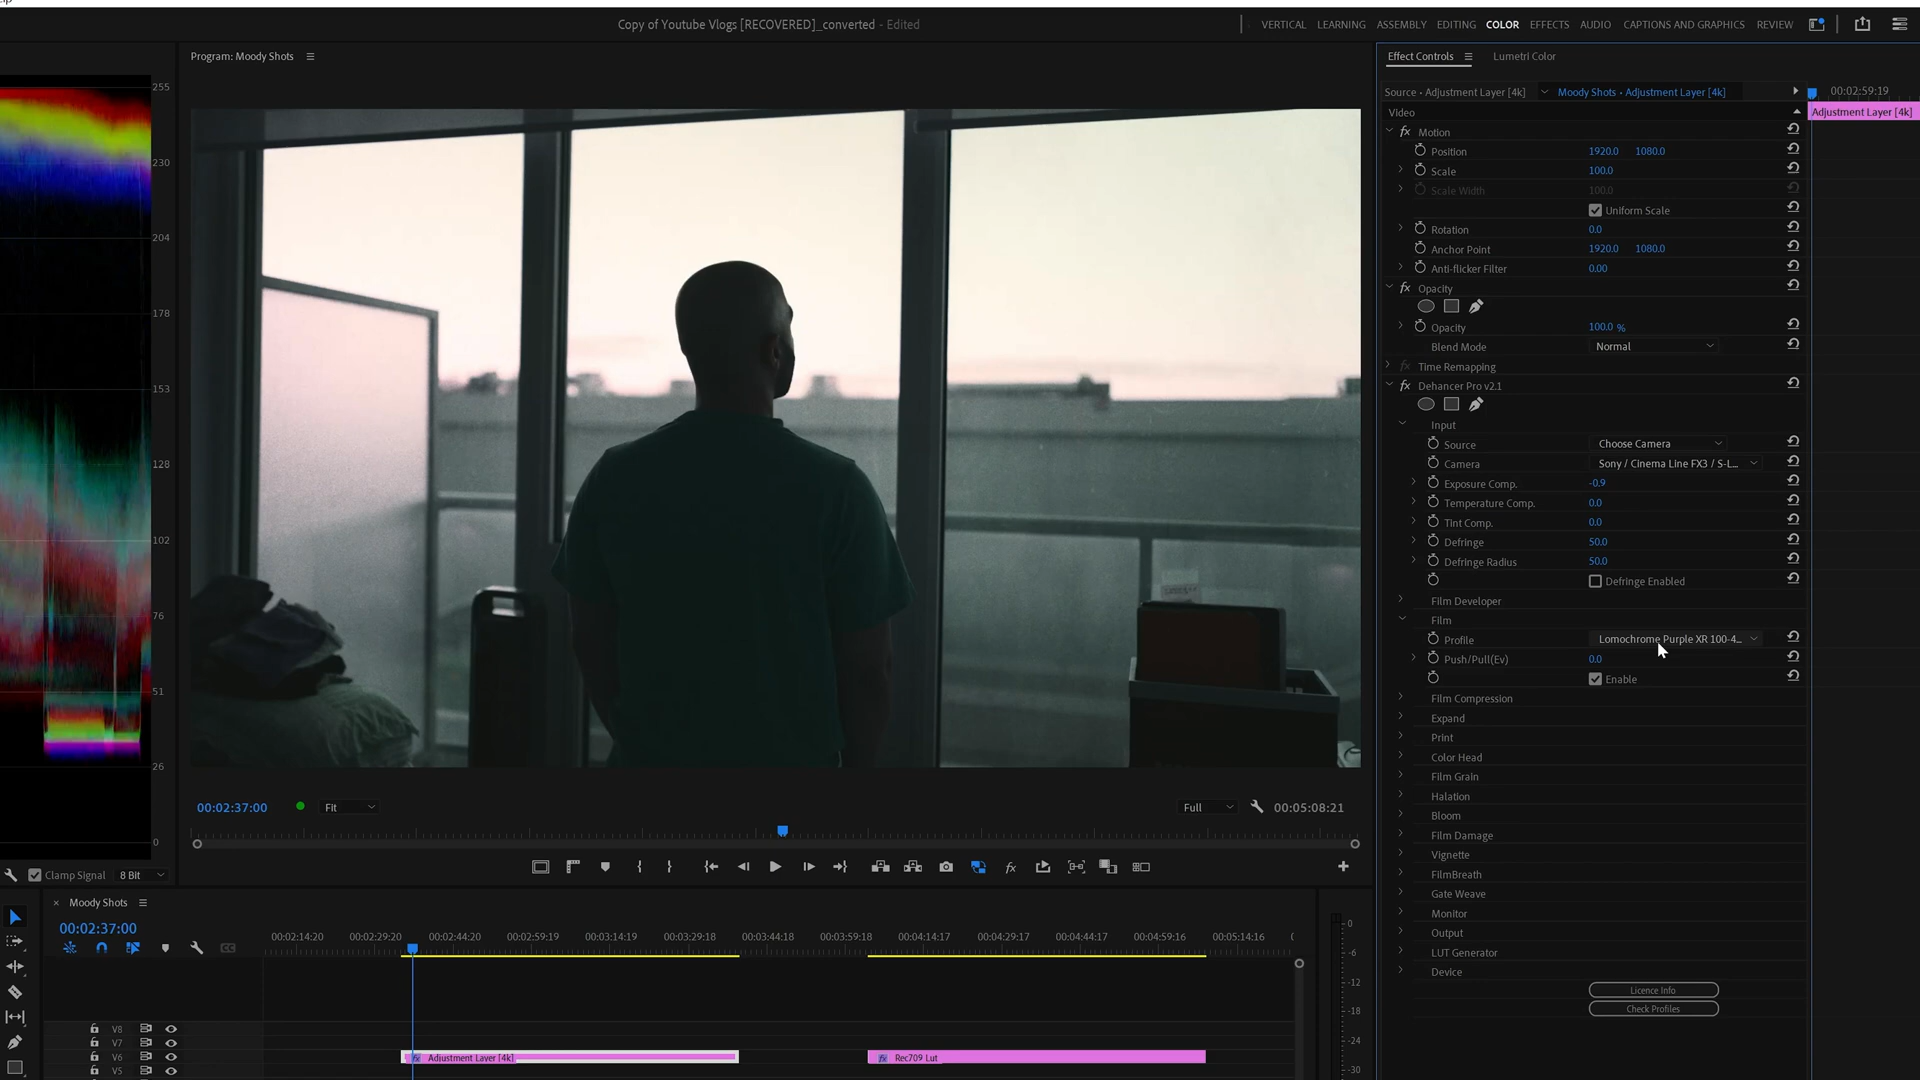 Copy of Youtube Vlogs [RECOVERED]_converted - Edited
VERTICAL LEARNING ASSEMBLY EDITING COLOR EFFECTS AUDIO CAPTIONS AND GRAPHICS REVIEW
Program: Moody Shots
Effect Controls Lumetri Color
Source • Adjustment Layer [4k] Moody Shots • Adjustment Layer [4k] 00:02:59:19
Video Adjustment Layer [4k]
fx Motion
Position 1920.0 1080.0
Scale 100.0
Scale Width 100.0
Uniform Scale
Rotation 0.0
Anchor Point 1920.0 1080.0
Anti-flicker Filter 0.00
fx Opacity
Opacity 100.0 %
Blend Mode Normal
fx Time Remapping
fx Dehancer Pro v2.1
Input
Source Choose Camera
Camera Sony / Cinema Line FX3 / S-L...
Exposure Comp. -0.9
Temperature Comp. 0.0
Tint Comp. 0.0
Defringe 50.0
Defringe Radius 50.0
Defringe Enabled
Film Developer
Film
Profile Lomochrome Purple XR 100-4...
Push/Pull(Ev) 0.0
Enable
Film Compression
Expand
Print
Color Head
Film Grain
Halation
Bloom
Film Damage
Vignette
FilmBreath
Gate Weave
Monitor
Output
LUT Generator
Device
Licence Info
Check Profiles
255
230
204
178
153
128
102
76
51
26
0
Clamp Signal 8 Bit
00:02:37:00 Fit Full 00:05:08:21
fx
Moody Shots
00:02:37:00
00:02:14:20 00:02:29:20 00:02:44:20 00:02:59:19 00:03:14:19 00:03:29:18 00:03:44:18 00:03:59:18 00:04:14:17 00:04:29:17 00:04:44:17 00:04:59:16 00:05:14:16
CC
V8
V7
V6 fx Adjustment Layer [4k] fx Rec709 Lut
V5
0
-6
-12
-18
-24
-30